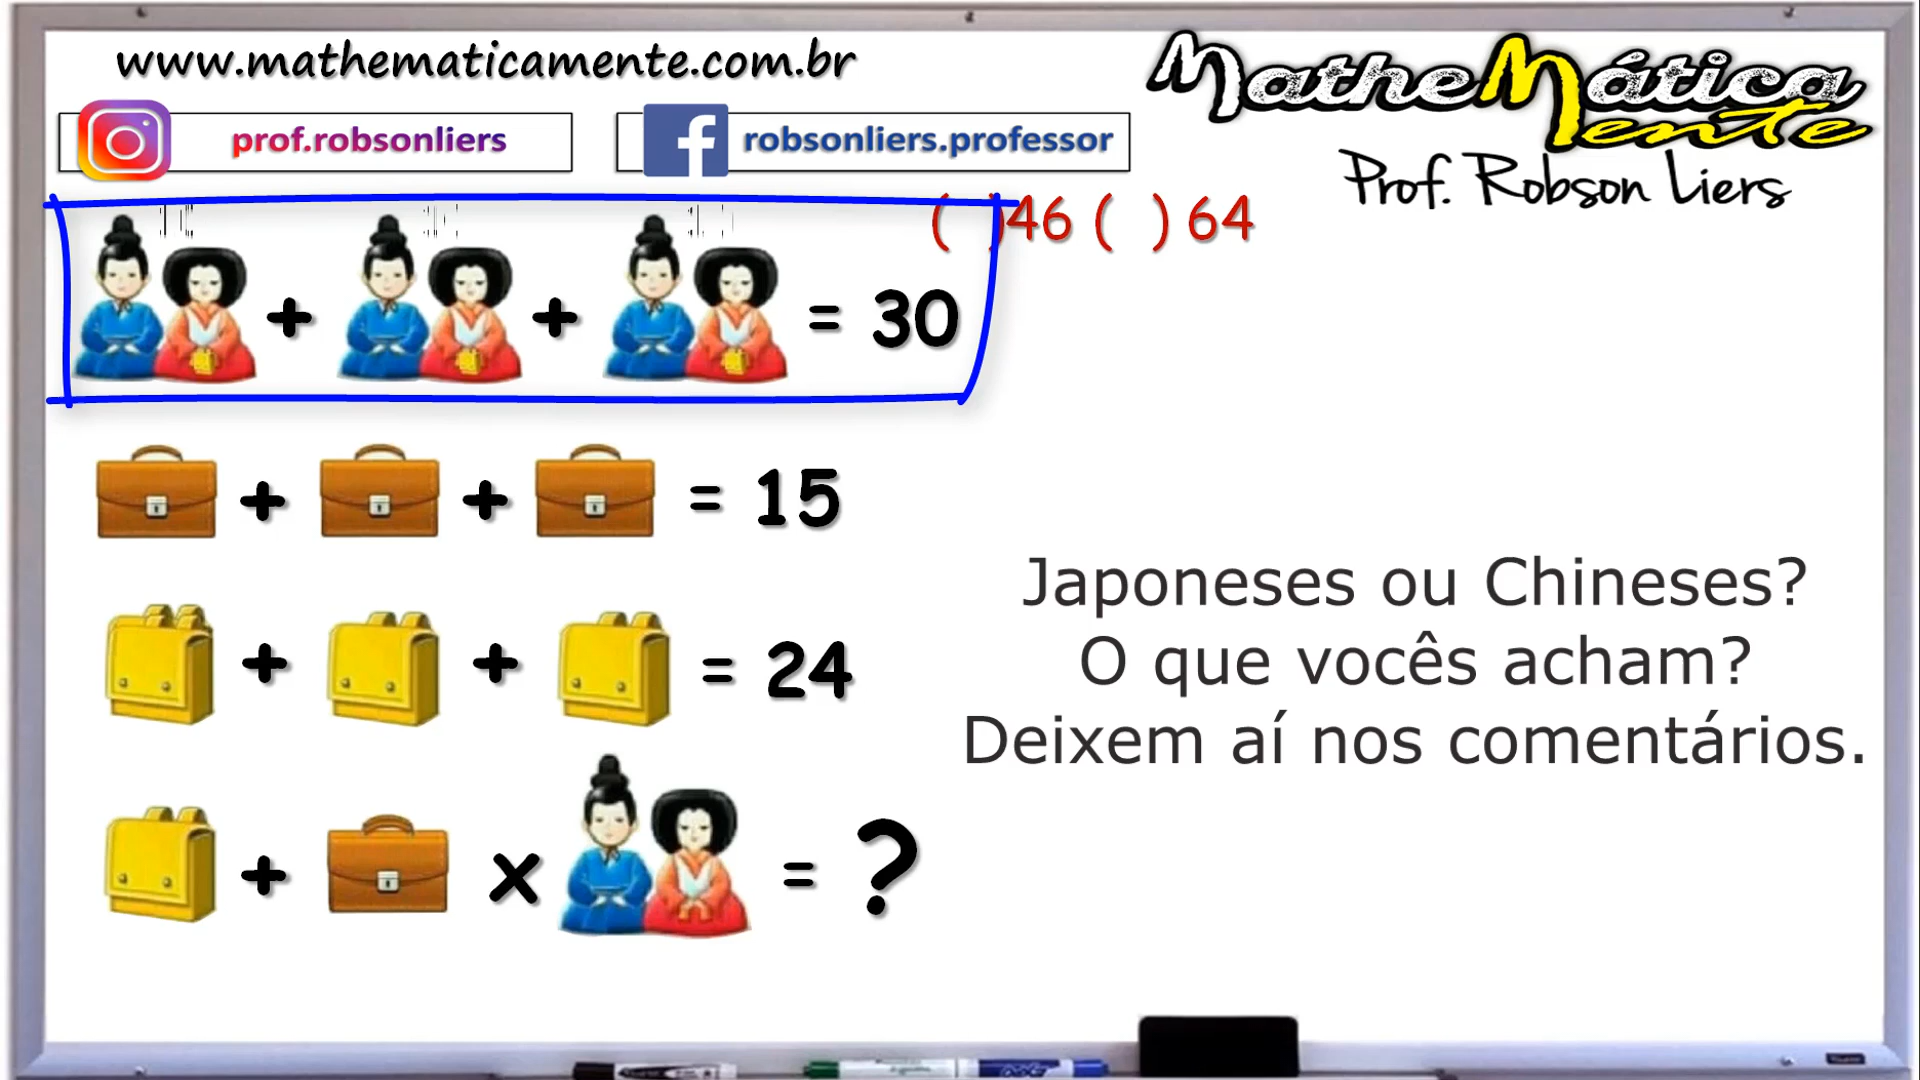 www.mathematicamente.com.br
MatheMática
mente
prof.robsonliers
robsonliers.professor
Prof. Robson Liers
( )46 ( ) 64
+ + = 30
+ + = 15
+ + = 24
+ x = ?
Japoneses ou Chineses?
O que vocês acham?
Deixem aí nos comentários.